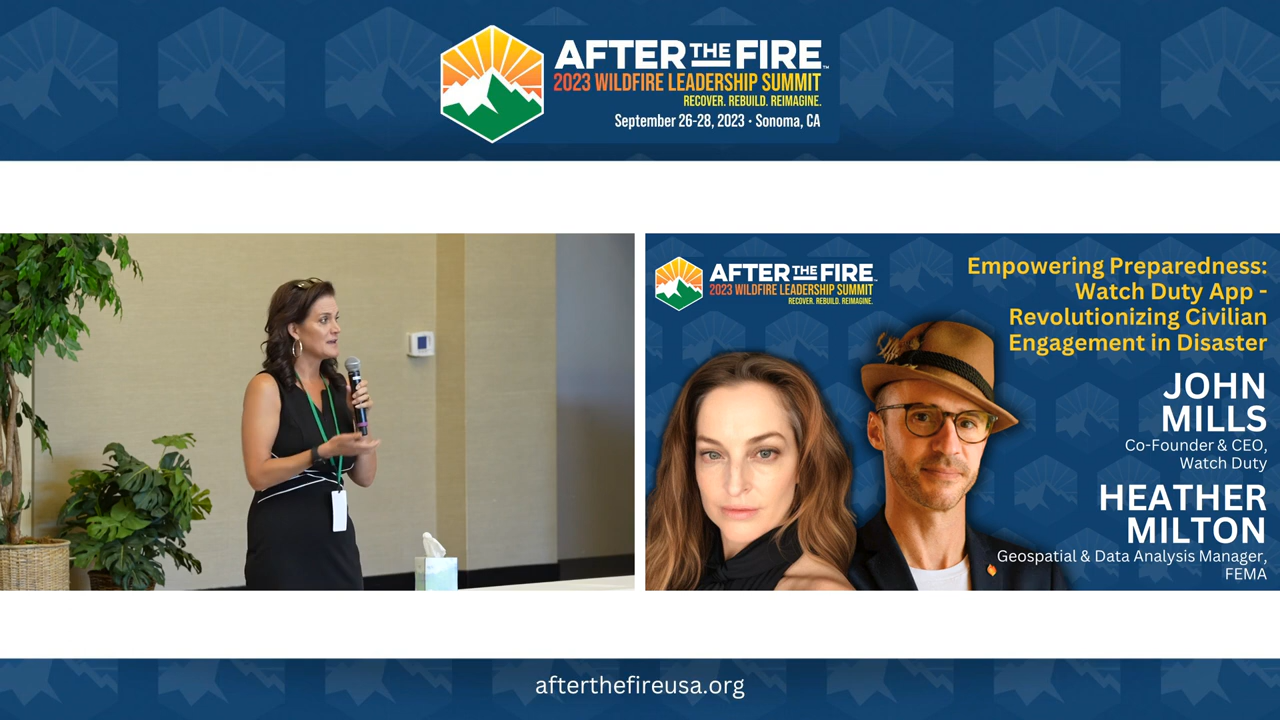 AFTER THE FIRE™
2023 WILDFIRE LEADERSHIP SUMMIT
RECOVER. REBUILD. REIMAGINE.
September 26-28, 2023 • Sonoma, CA
AFTER THE FIRE™
2023 WILDFIRE LEADERSHIP SUMMIT
RECOVER. REBUILD. REIMAGINE.
Empowering Preparedness:
Watch Duty App -
Revolutionizing Civilian
Engagement in Disaster
JOHN
MILLS
Co-Founder & CEO,
Watch Duty
HEATHER
MILTON
Geospatial & Data Analysis Manager,
FEMA
afterthefireusa.org